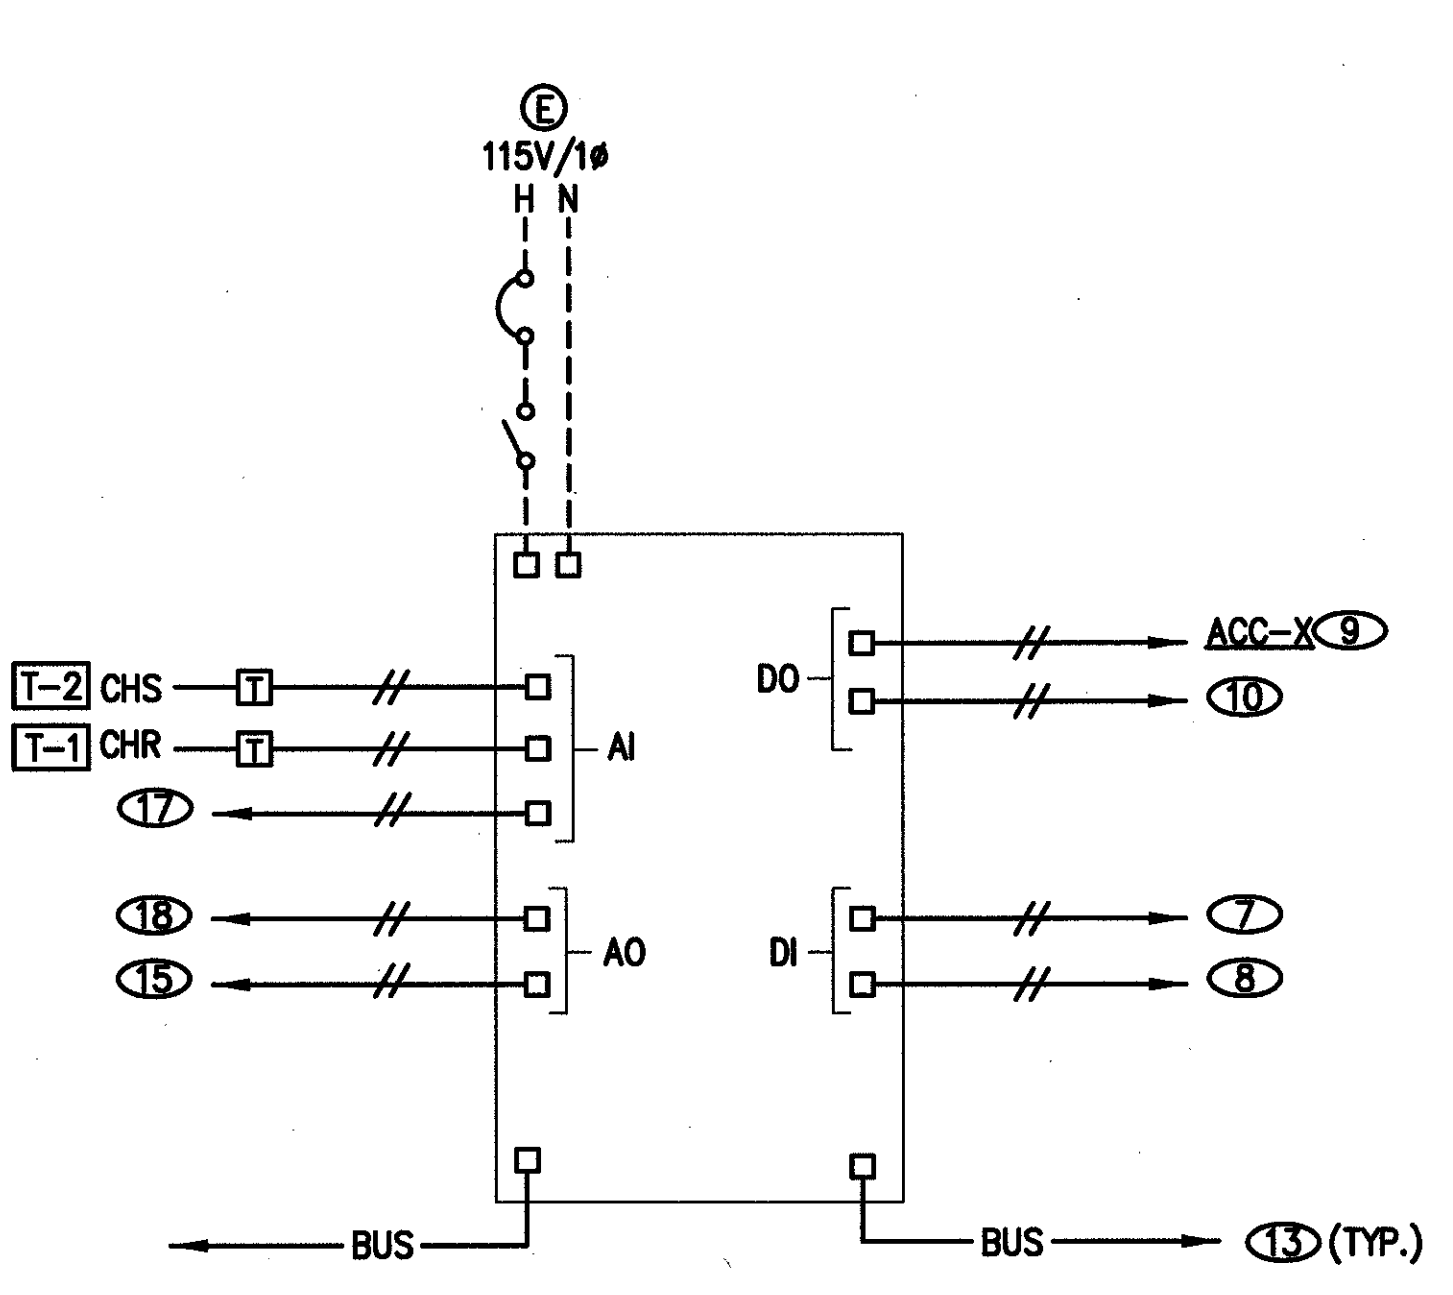 E
115V/1ø
H N
ACC-X 9
T-2 CHS T
DO
10
T-1 CHR T
AI
17
18
7
AO
DI
15
8
BUS
BUS 13 (TYP.)